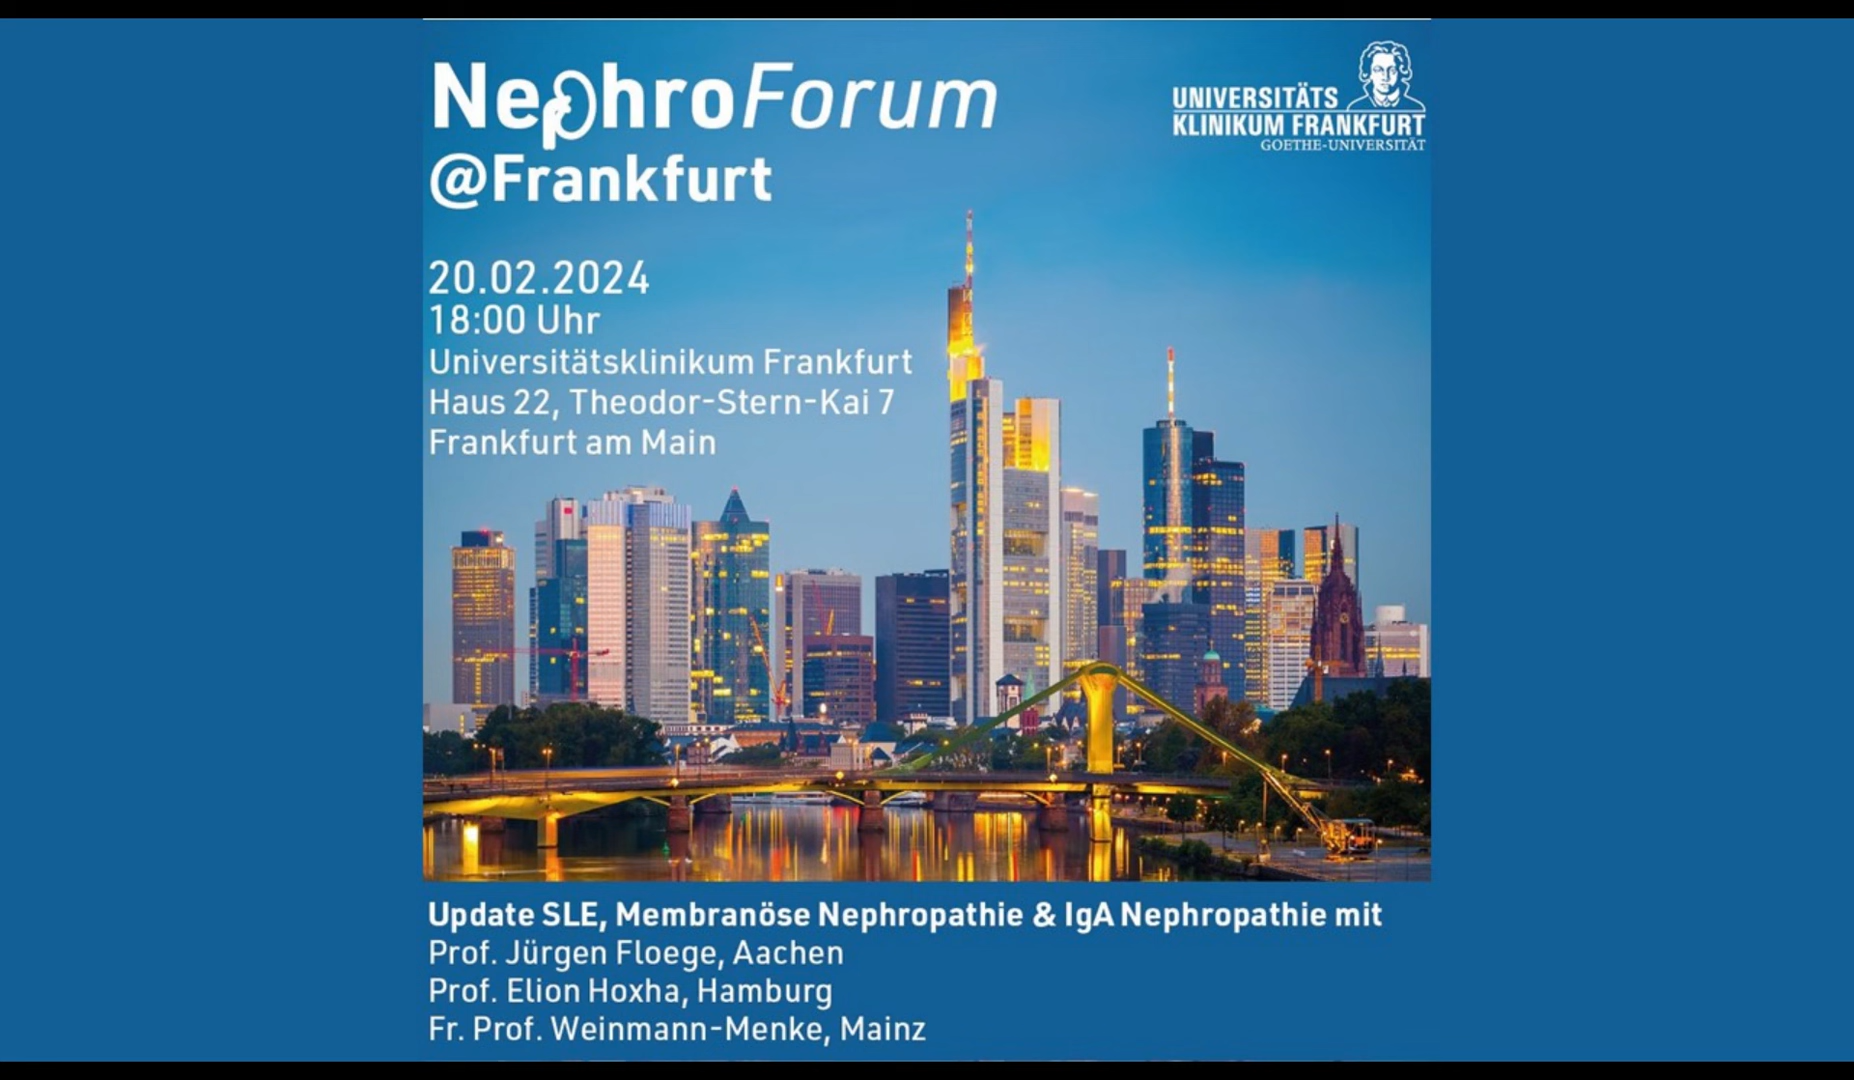 NephroForum
@Frankfurt
UNIVERSITÄTS
KLINIKUM FRANKFURT
GOETHE-UNIVERSITÄT
20.02.2024
18:00 Uhr
Universitätsklinikum Frankfurt
Haus 22, Theodor-Stern-Kai 7
Frankfurt am Main
Update SLE, Membranöse Nephropathie & IgA Nephropathie mit
Prof. Jürgen Floege, Aachen
Prof. Elion Hoxha, Hamburg
Fr. Prof. Weinmann-Menke, Mainz